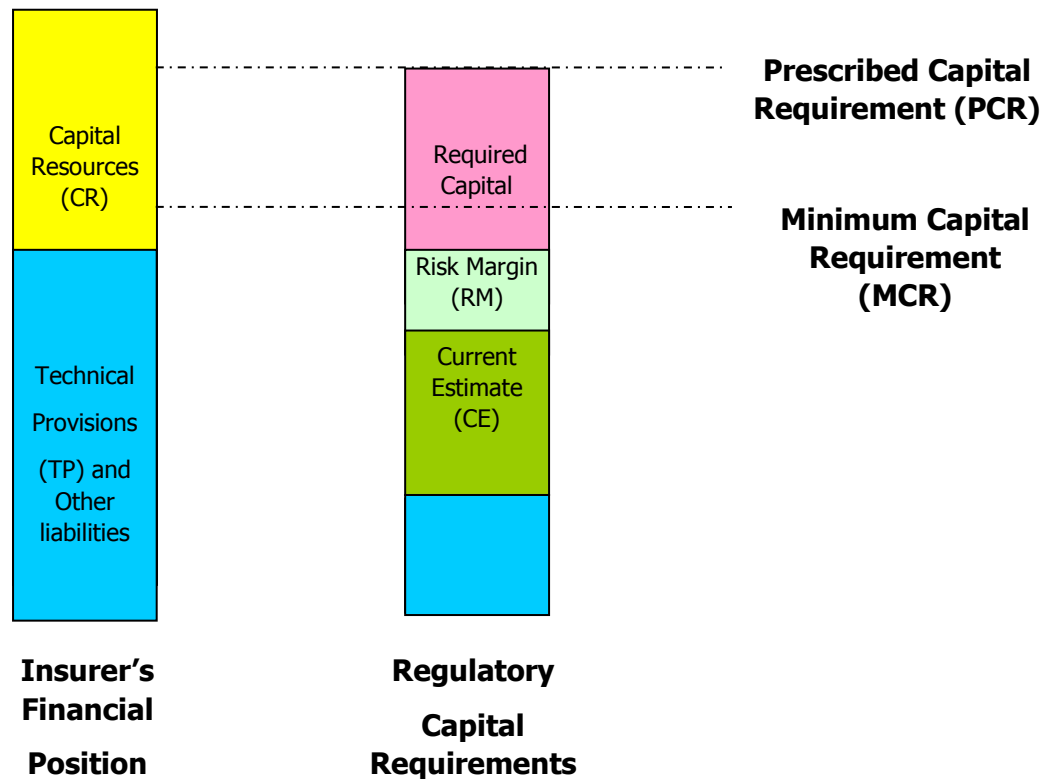 Capital
Resources
(CR)
Technical
Provisions
(TP) and
Other
liabilities
Insurer’s
Financial
Position
Required
Capital
Risk Margin
(RM)
Current
Estimate
(CE)
Regulatory
Capital
Requirements
Prescribed Capital
Requirement (PCR)
Minimum Capital
Requirement
(MCR)